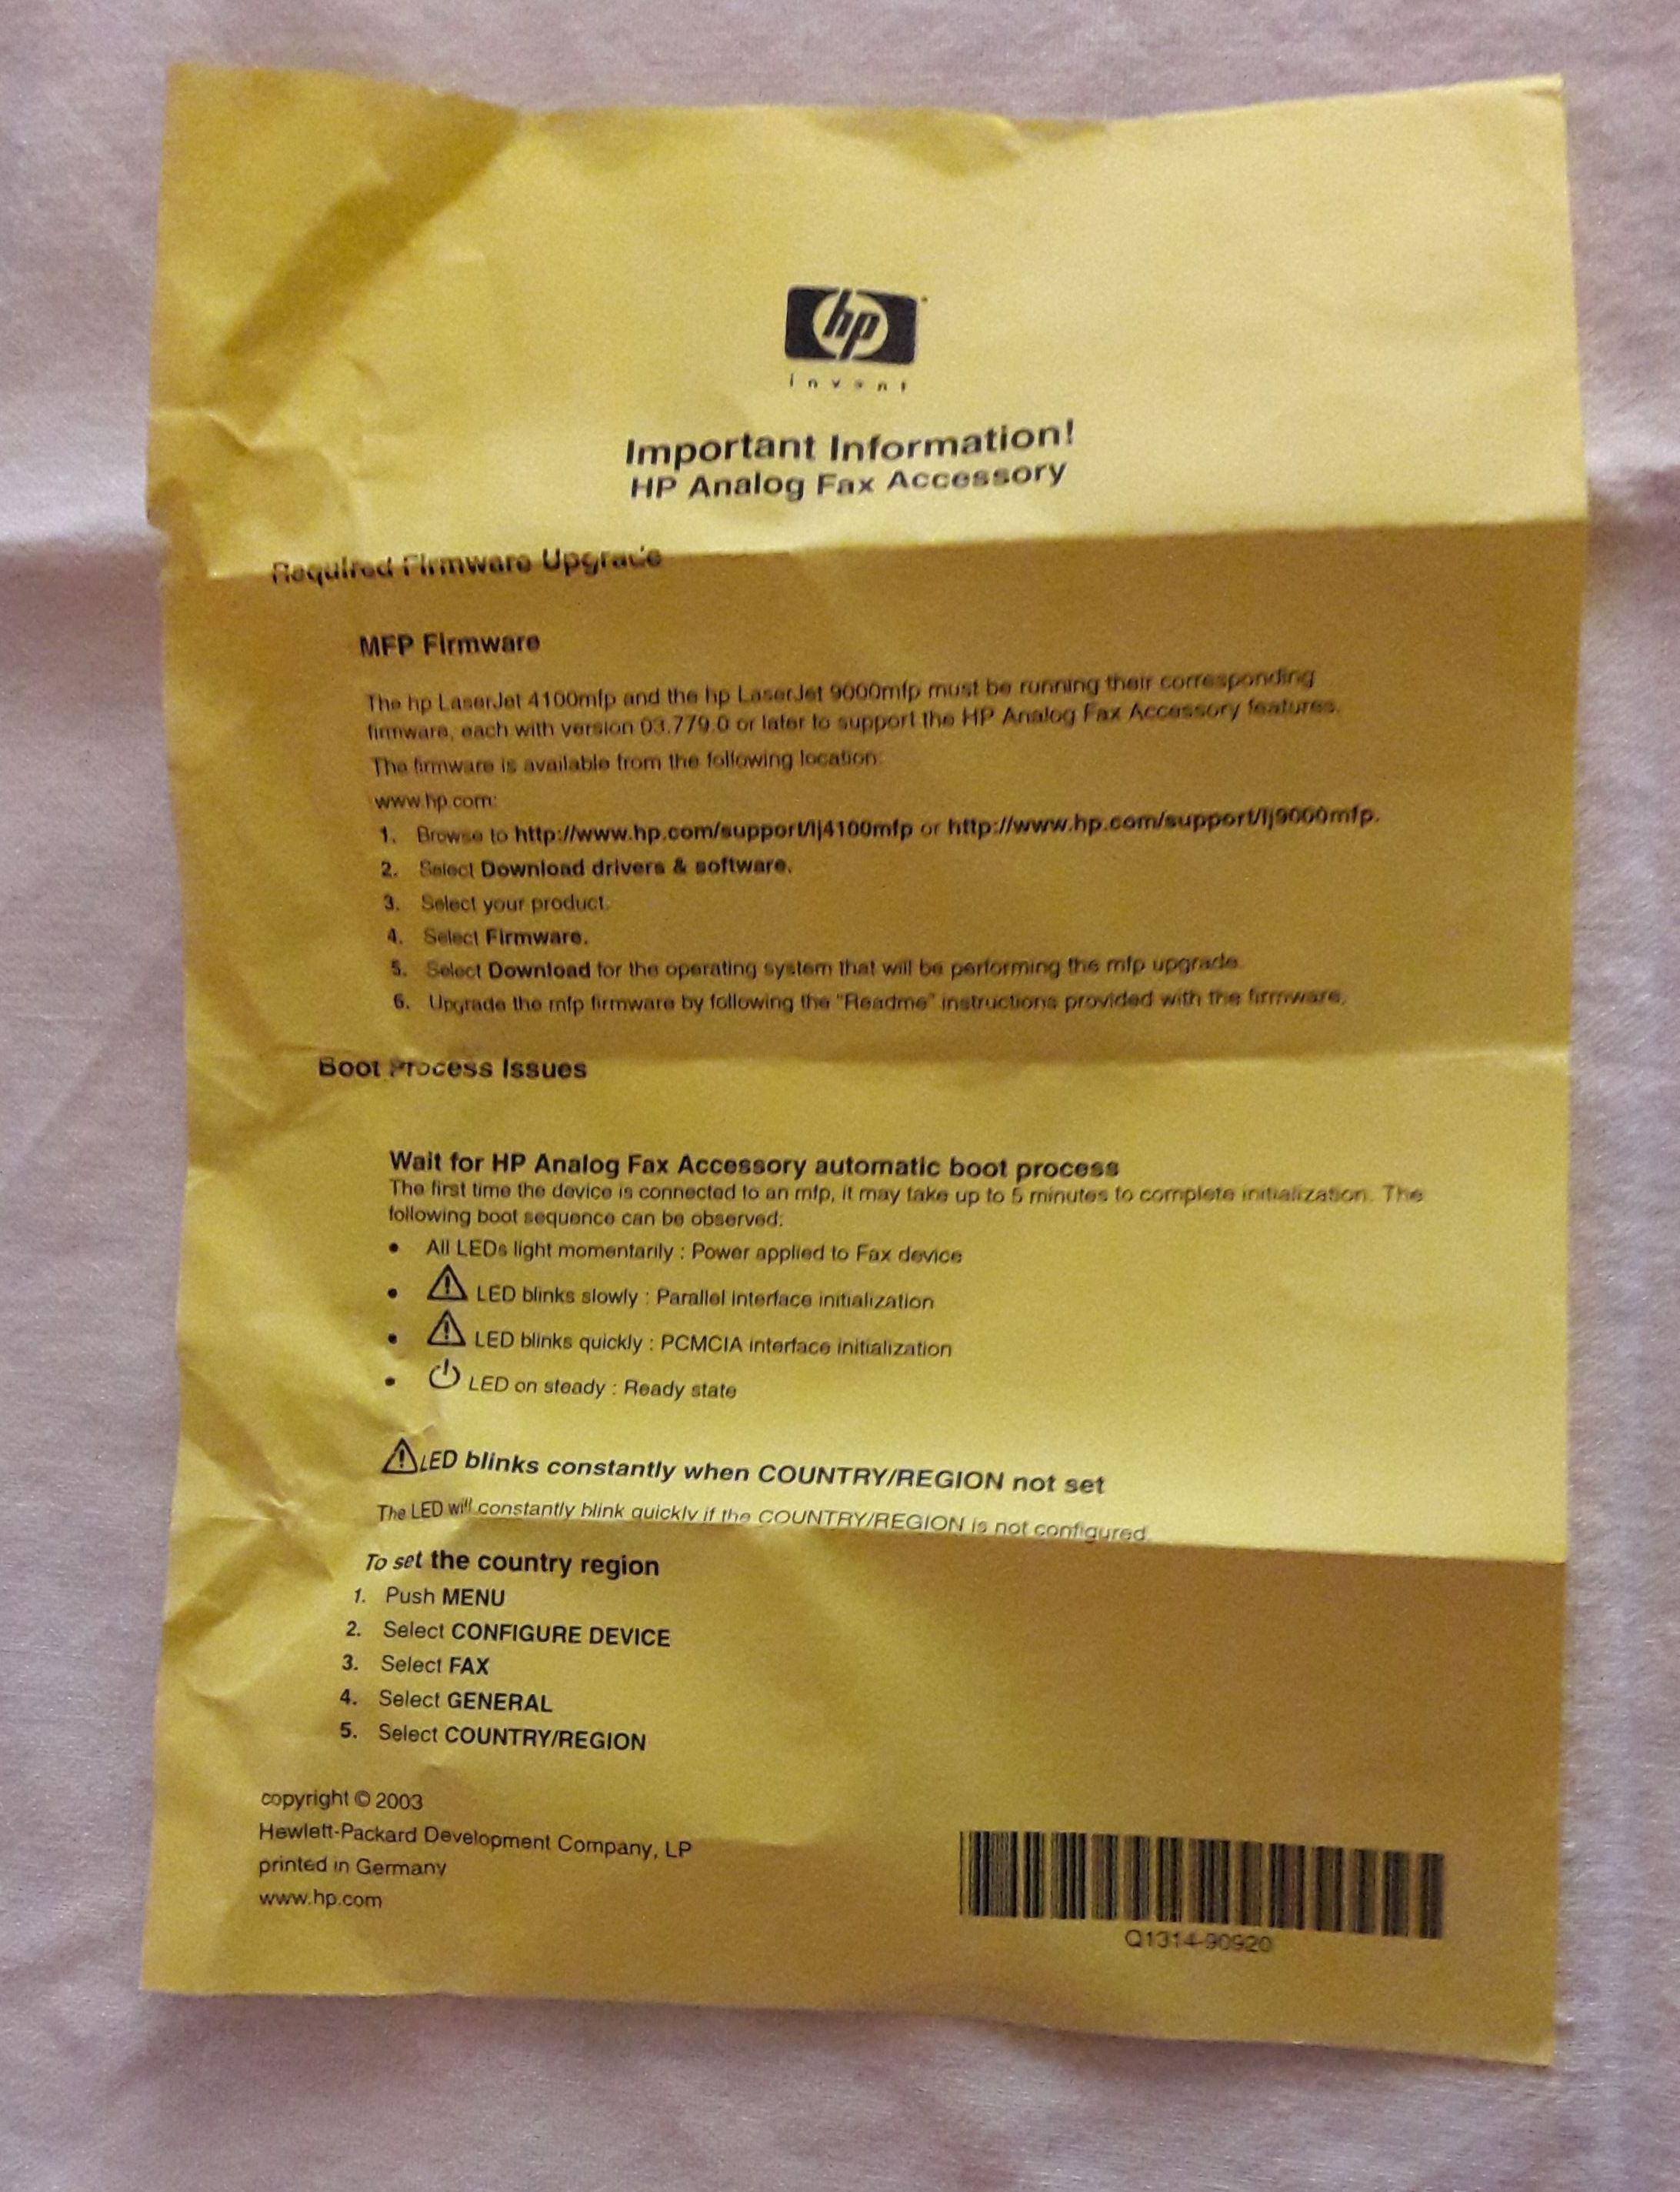 hp
invent
Important Information!
HP Analog Fax Accessory
Required Firmware Upgrade
MFP Firmware
The hp LaserJet 4100mfp and the hp LaserJet 9000mfp must be running their corresponding
firmware, each with version 03.779.0 or later to support the HP Analog Fax Accessory features.
The firmware is available from the following location:
www.hp.com:
1. Browse to http://www.hp.com/support/lj4100mfp or http://www.hp.com/support/lj9000mfp.
2. Select Download drivers & software.
3. Select your product.
4. Select Firmware.
5. Select Download for the operating system that will be performing the mfp upgrade.
6. Upgrade the mfp firmware by following the "Readme" instructions provided with the firmware.
Boot Process Issues
Wait for HP Analog Fax Accessory automatic boot process
The first time the device is connected to an mfp, it may take up to 5 minutes to complete initialization. The
following boot sequence can be observed:
• All LEDs light momentarily : Power applied to Fax device
• LED blinks slowly : Parallel interface initialization
• LED blinks quickly : PCMCIA interface initialization
• LED on steady : Ready state
LED blinks constantly when COUNTRY/REGION not set
The LED will constantly blink quickly if the COUNTRY/REGION is not configured.
To set the country region
1. Push MENU
2. Select CONFIGURE DEVICE
3. Select FAX
4. Select GENERAL
5. Select COUNTRY/REGION
copyright © 2003
Hewlett-Packard Development Company, LP
printed in Germany
www.hp.com
Q1314-90920